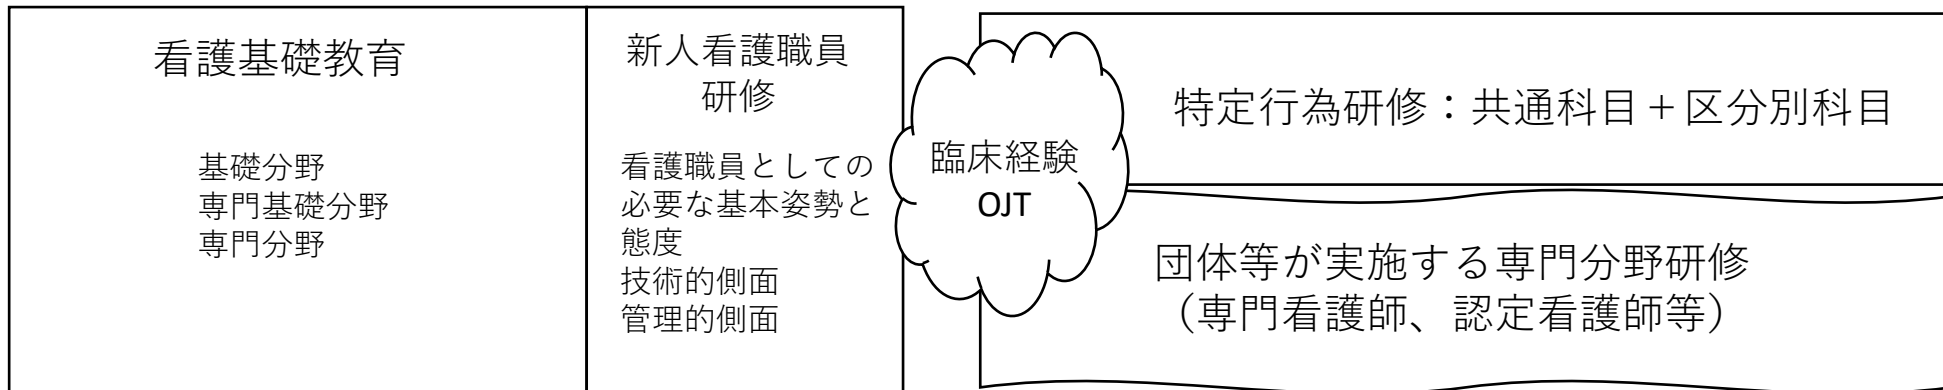 看護基礎教育
基礎分野
専門基礎分野
専門分野
新人看護職員
研修
看護職員としての
必要な基本姿勢と
態度
技術的側面
管理的側面
臨床経験
OJT
特定行為研修：共通科目＋区分別科目
団体等が実施する専門分野研修
（専門看護師、認定看護師等）